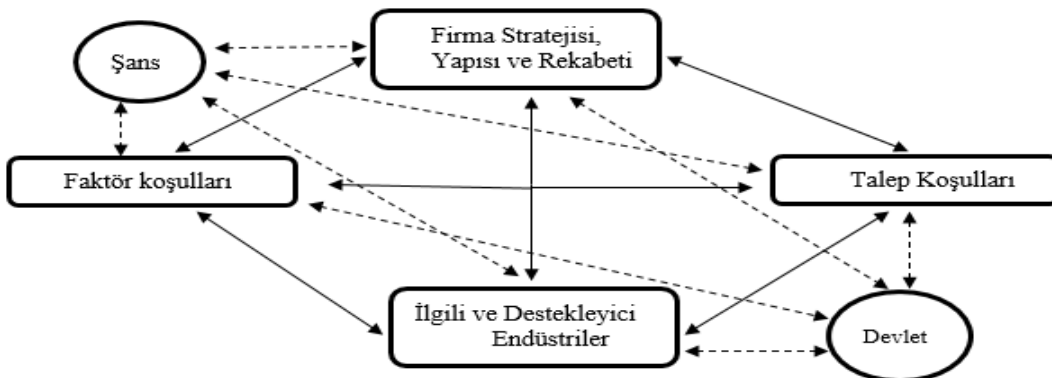 Firma Stratejisi,
Yapısı ve Rekabeti
Şans
Faktör koşulları
Talep Koşulları
İlgili ve Destekleyici
Endüstriler
Devlet